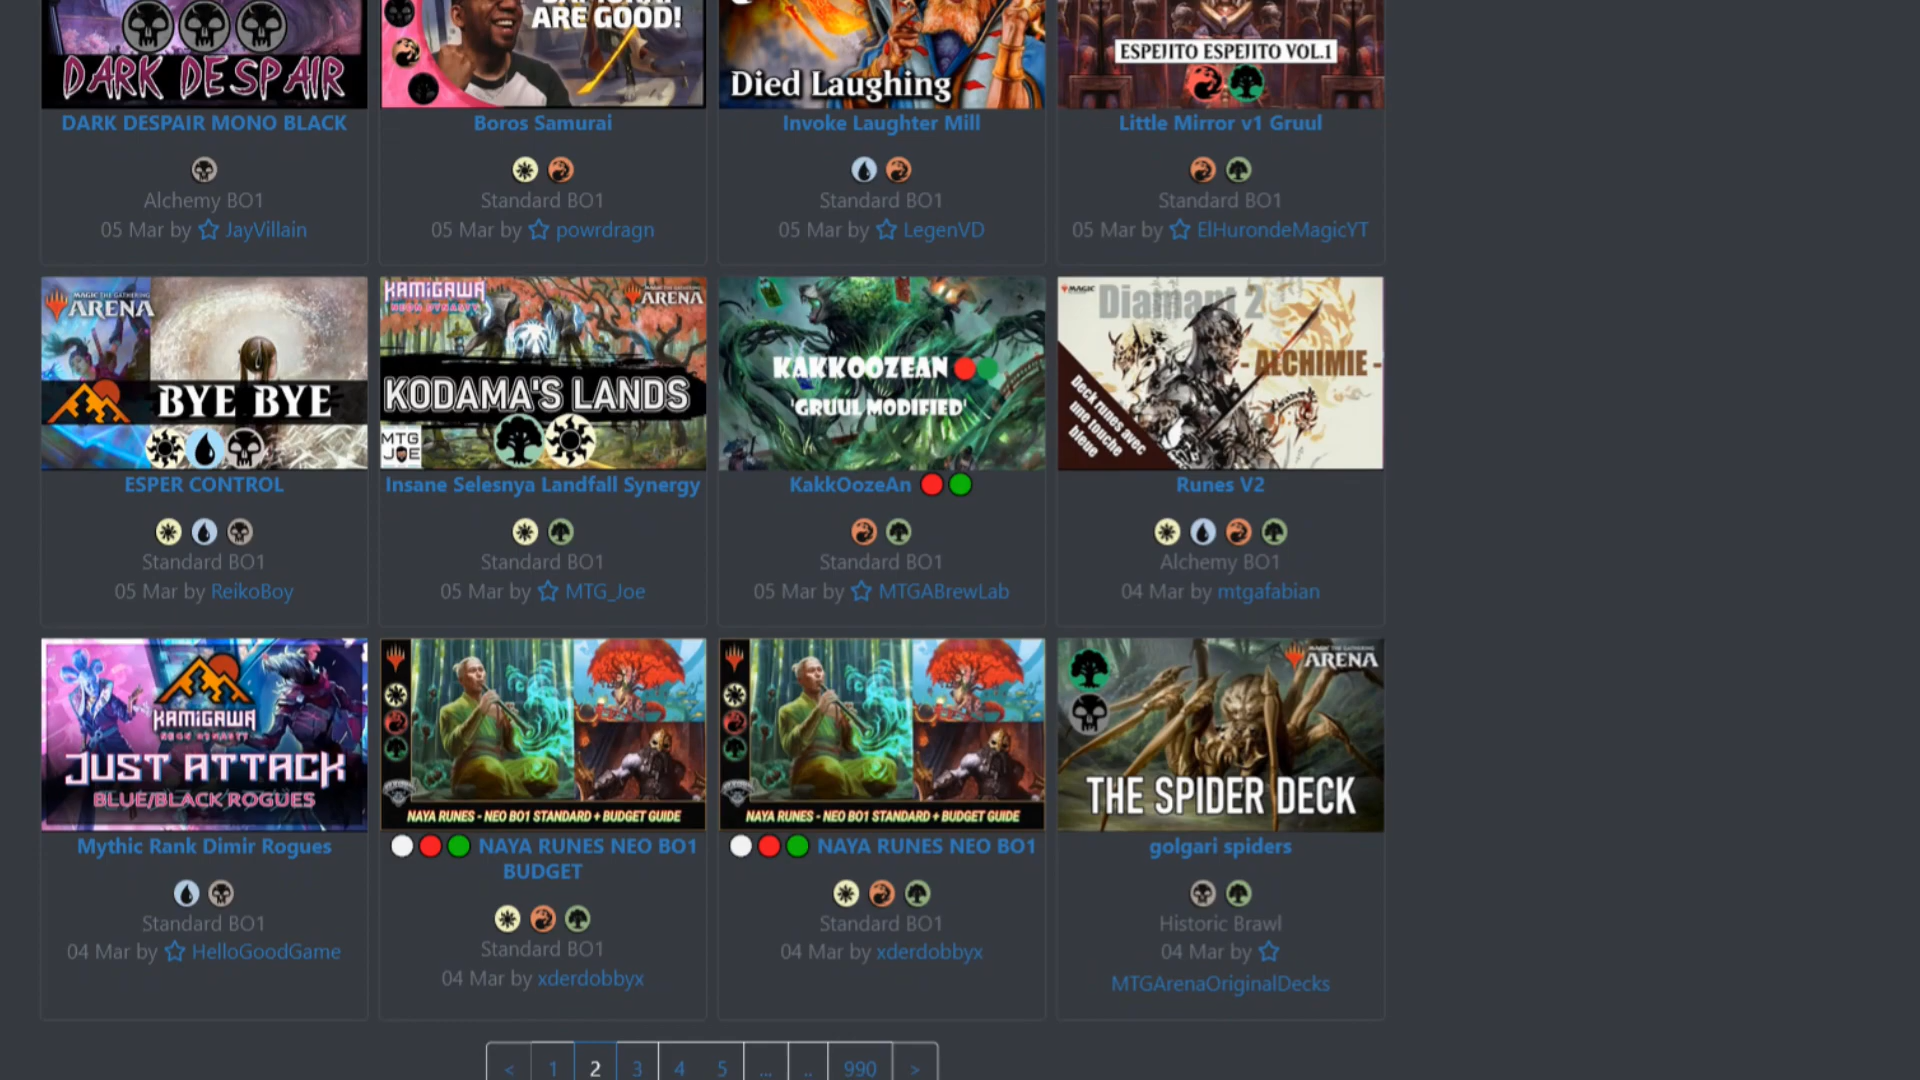 ARE GOOD!
DARK DESPAIR
Died Laughing
ESPEJITO ESPEJITO VOL.1
DARK DESPAIR MONO BLACK
Boros Samurai
Invoke Laughter Mill
Little Mirror v1 Gruul
Alchemy BO1
Standard BO1
Standard BO1
Standard BO1
05 Mar by JayVillain
05 Mar by powrdragn
05 Mar by LegenVD
05 Mar by ElHurondeMagicYT
MAGIC THE GATHERING
ARENA
BYE BYE
KAMIGAWA
NEON DYNASTY
ARENA
KODAMA'S LANDS
MTG
JOE
KAKKOOZEAN
'GRUUL MODIFIED'
MAGIC
Diamant 2
- ALCHIMIE -
Deck runes avec
une touche
bleue
ESPER CONTROL
Insane Selesnya Landfall Synergy
KakkOozeAn
Runes V2
Standard BO1
Standard BO1
Standard BO1
Alchemy BO1
05 Mar by ReikoBoy
05 Mar by MTG_Joe
05 Mar by MTGABrewLab
04 Mar by mtgafabian
KAMIGAWA
NEON DYNASTY
JUST ATTACK
BLUE/BLACK ROGUES
NAYA RUNES - NEO BO1 STANDARD + BUDGET GUIDE
NAYA RUNES - NEO BO1 STANDARD + BUDGET GUIDE
ARENA
THE SPIDER DECK
Mythic Rank Dimir Rogues
NAYA RUNES NEO BO1
BUDGET
NAYA RUNES NEO BO1
golgari spiders
Standard BO1
Standard BO1
Standard BO1
Historic Brawl
04 Mar by HelloGoodGame
04 Mar by xderdobbyx
04 Mar by xderdobbyx
04 Mar by
MTGArenaOriginalDecks
< 1 2 3 4 5 ... .. 990 >